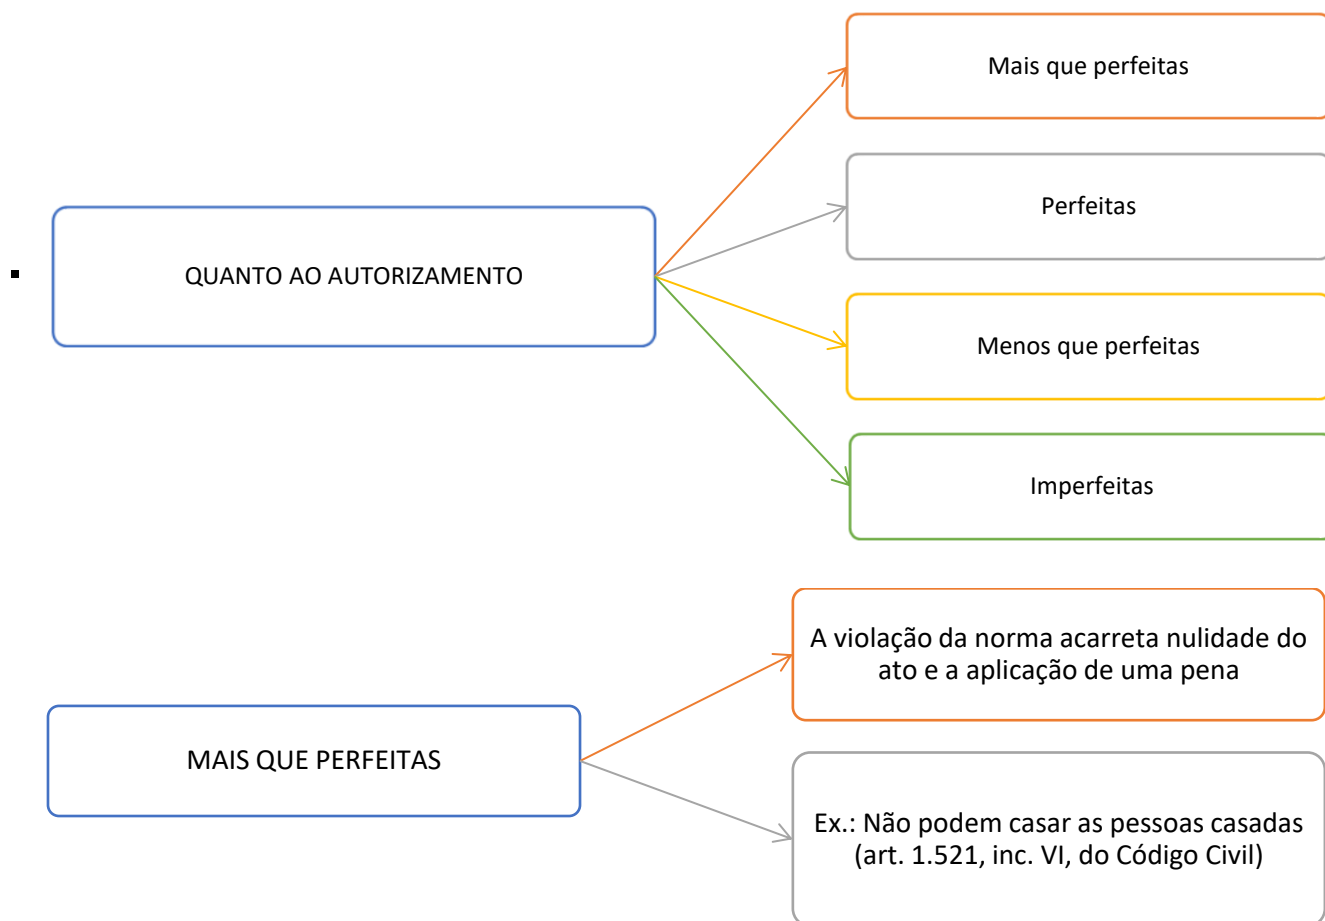 Mais que perfeitas
Perfeitas
QUANTO AO AUTORIZAMENTO
Menos que perfeitas
Imperfeitas
A violação da norma acarreta nulidade do
ato e a aplicação de uma pena
MAIS QUE PERFEITAS
Ex.: Não podem casar as pessoas casadas
(art. 1.521, inc. VI, do Código Civil)